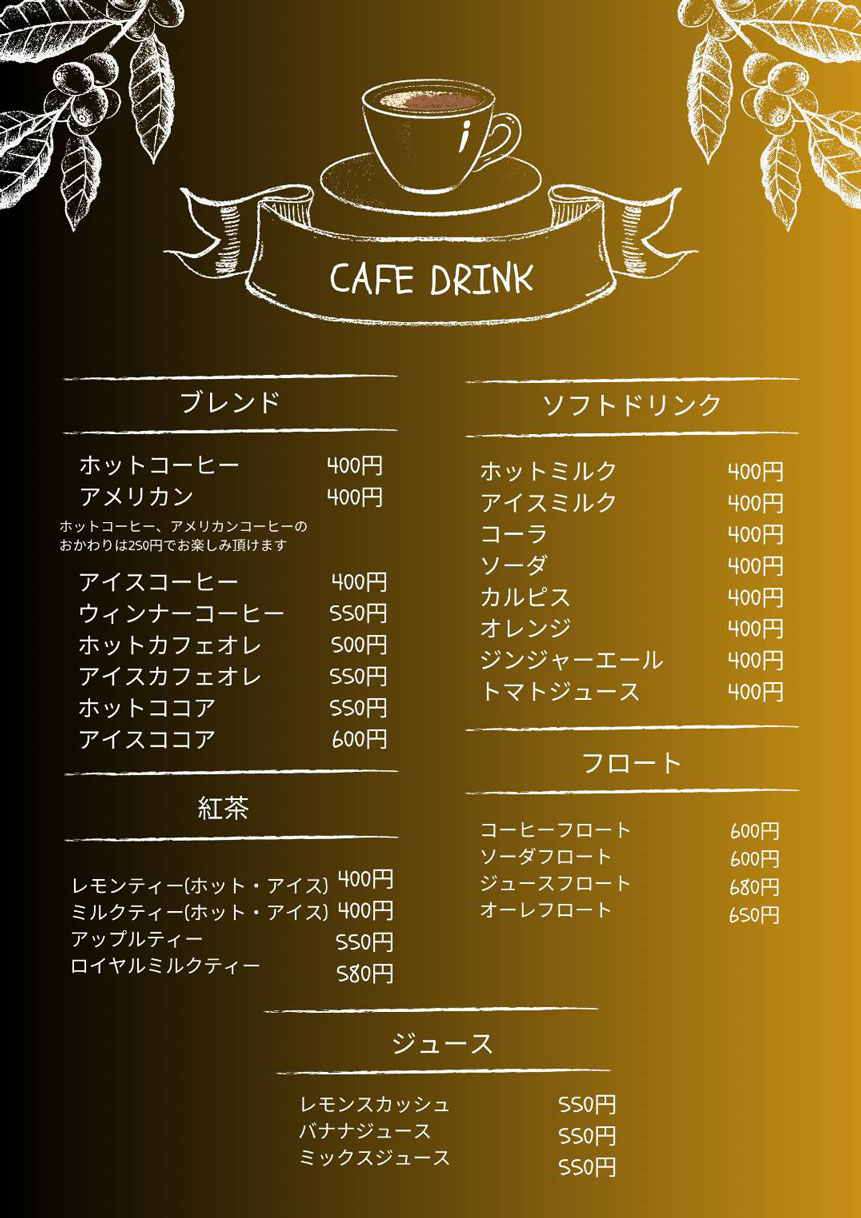 CAFE DRINK
ブレンド
ホットコーヒー 400円
アメリカン 400円
ホットコーヒー、アメリカンコーヒーの
おかわりは250円でお楽しみ頂けます
アイスコーヒー 400円
ウィンナーコーヒー 550円
ホットカフェオレ 500円
アイスカフェオレ 550円
ホットココア 550円
アイスココア 600円
紅茶
レモンティー(ホット・アイス) 400円
ミルクティー(ホット・アイス) 400円
アップルティー 550円
ロイヤルミルクティー 580円
ソフトドリンク
ホットミルク 400円
アイスミルク 400円
コーラ 400円
ソーダ 400円
カルピス 400円
オレンジ 400円
ジンジャーエール 400円
トマトジュース 400円
フロート
コーヒーフロート 600円
ソーダフロート 600円
ジュースフロート 680円
オーレフロート 650円
ジュース
レモンスカッシュ 550円
バナナジュース 550円
ミックスジュース 550円